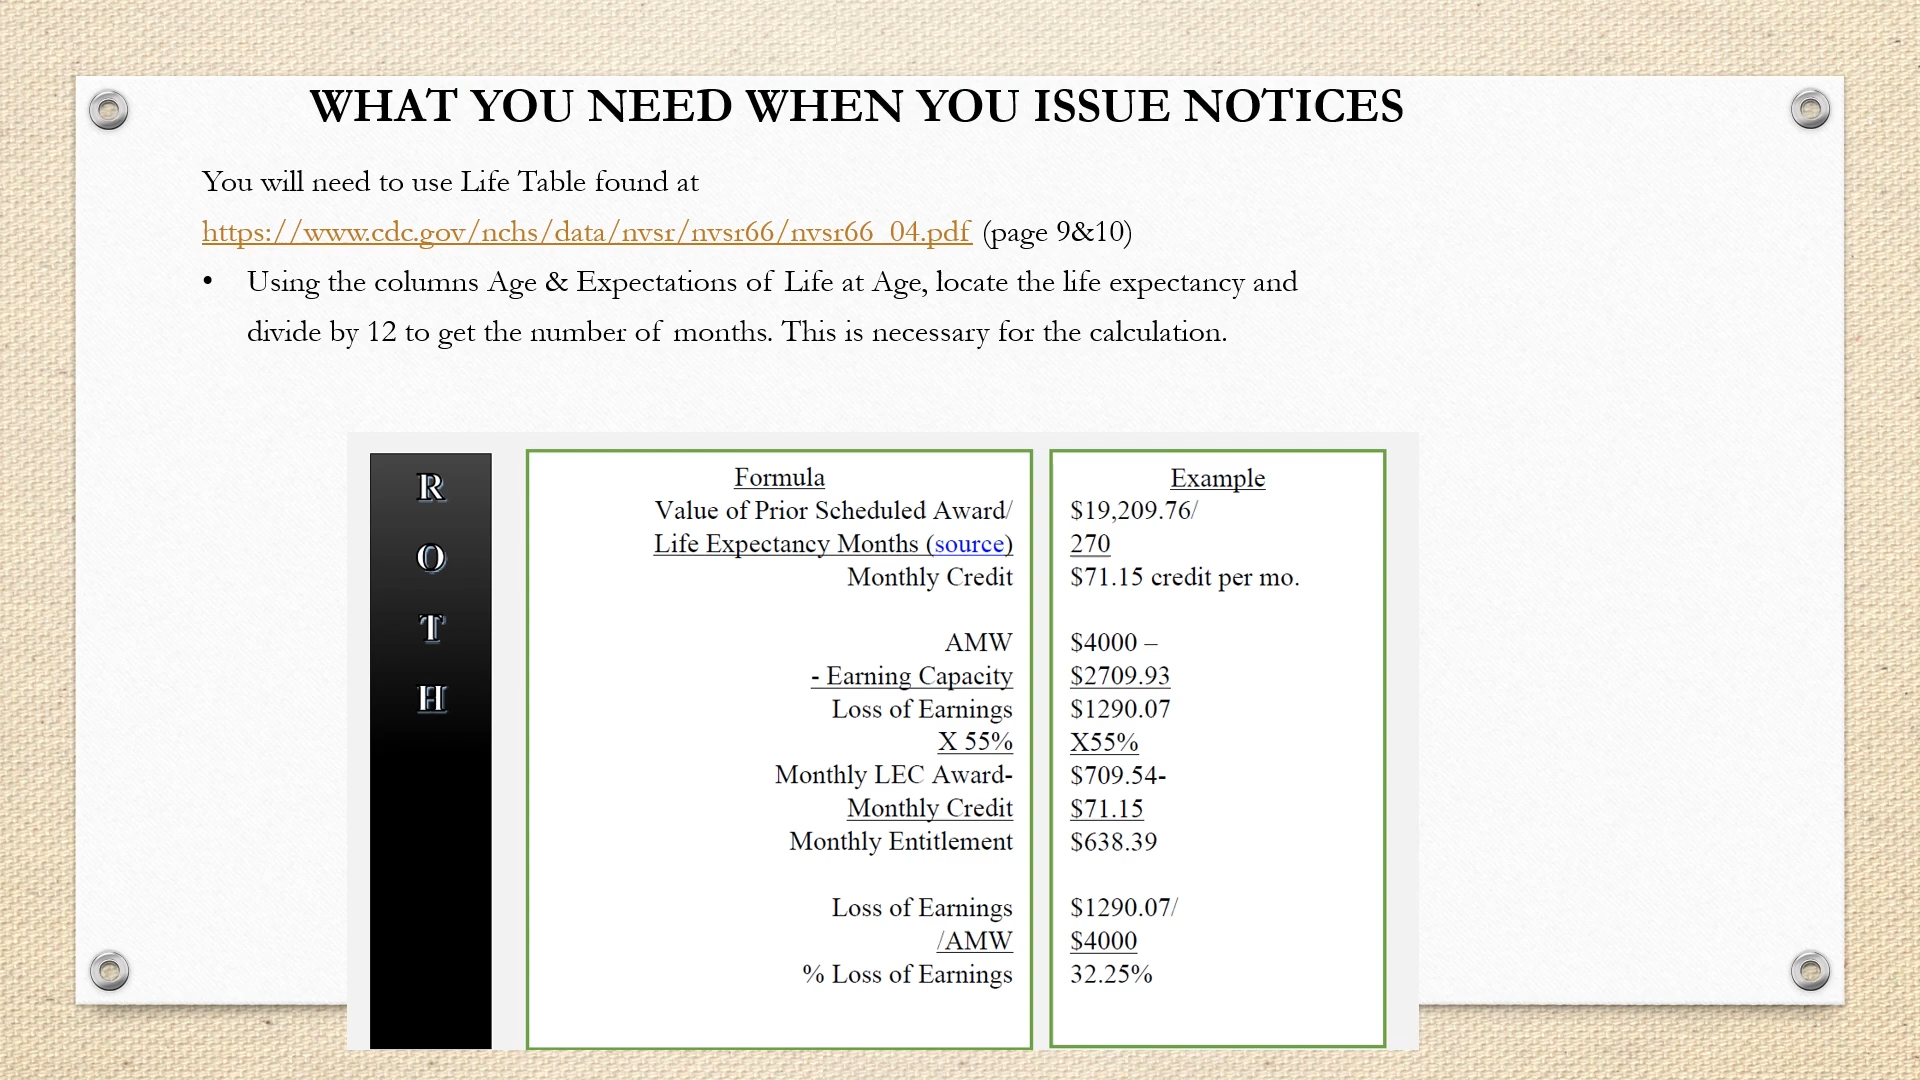 WHAT YOU NEED WHEN YOU ISSUE NOTICES
You will need to use Life Table found at
https://www.cdc.gov/nchs/data/nvsr/nvsr66/nvsr66_04.pdf (page 9&10)
• Using the columns Age & Expectations of Life at Age, locate the life expectancy and
divide by 12 to get the number of months. This is necessary for the calculation.
R
O
T
H
Formula
Value of Prior Scheduled Award/
Life Expectancy Months (source)
Monthly Credit
AMW
- Earning Capacity
Loss of Earnings
X 55%
Monthly LEC Award-
Monthly Credit
Monthly Entitlement
Loss of Earnings
/AMW
% Loss of Earnings
Example
$19,209.76/
270
$71.15 credit per mo.
$4000 –
$2709.93
$1290.07
X55%
$709.54-
$71.15
$638.39
$1290.07/
$4000
32.25%